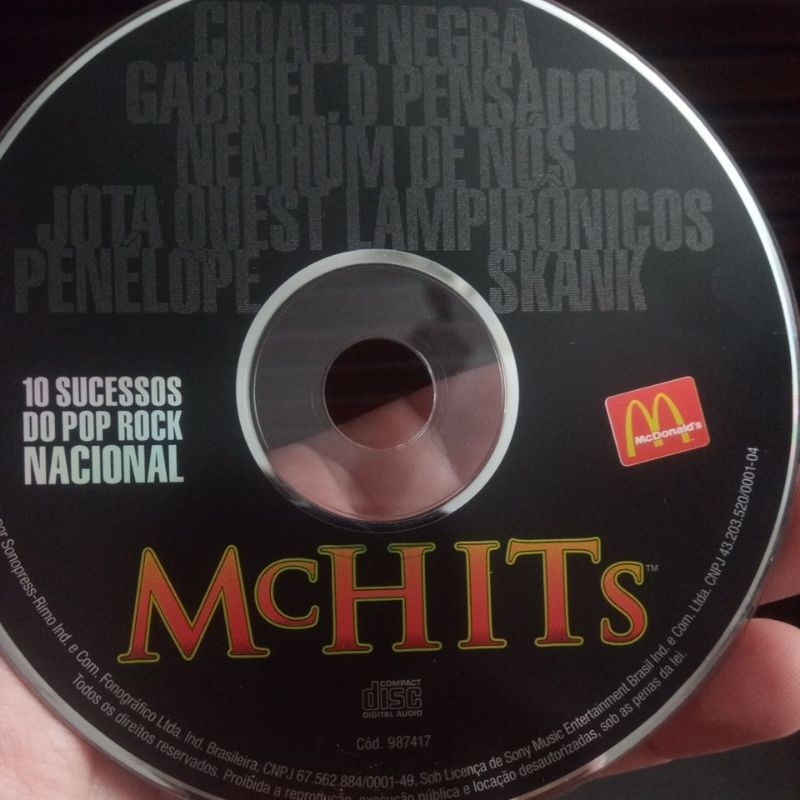 CIDADE NEGRA
GABRIEL, O PENSADOR
NENHUM DE NÓS
JOTA QUEST LAMPIRÔNICOS
PENÉLOPE SKANK
10 SUCESSOS
DO POP ROCK
NACIONAL
McDonald's
McHITs™
COMPACT
disc
DIGITAL AUDIO
Cód. 987417
por Sonopress-Rimo Ind. e Com. Fonográfico Ltda. Ind. Brasileira, CNPJ 67.562.884/0001-49. Sob Licença de Sony Music Entertainment Brasil Ind. e Com. Ltda. CNPJ 43.203.520/0001-04
Todos os direitos reservados. Proibida a reprodução, execução pública e locação desautorizadas, sob as penas da lei.